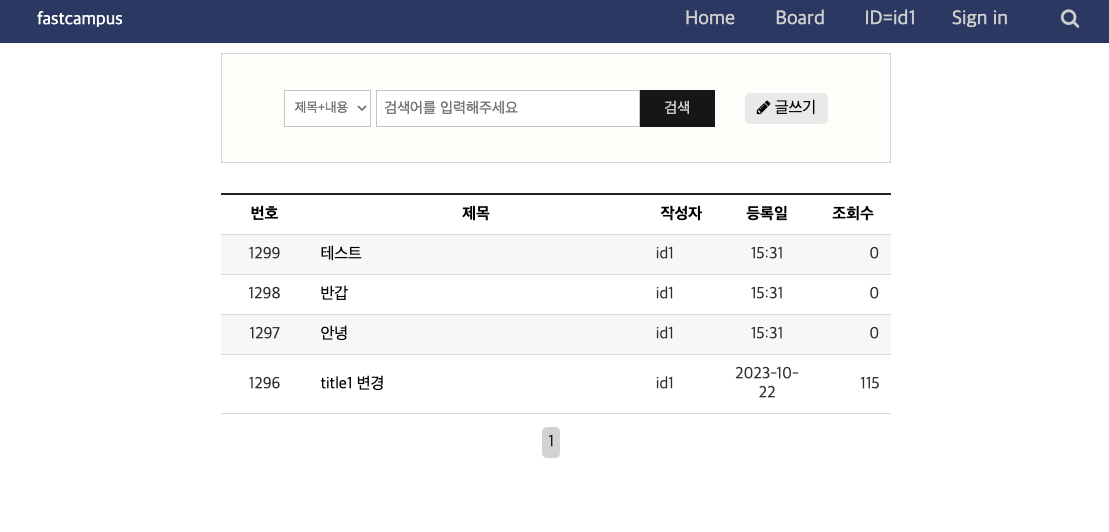 fastcampus Home Board ID=id1 Sign in
제목+내용 검색어를 입력해주세요 검색 글쓰기
번호 제목 작성자 등록일 조회수
1299 테스트 id1 15:31 0
1298 반갑 id1 15:31 0
1297 안녕 id1 15:31 0
1296 title1 변경 id1 2023-10-
22 115
1